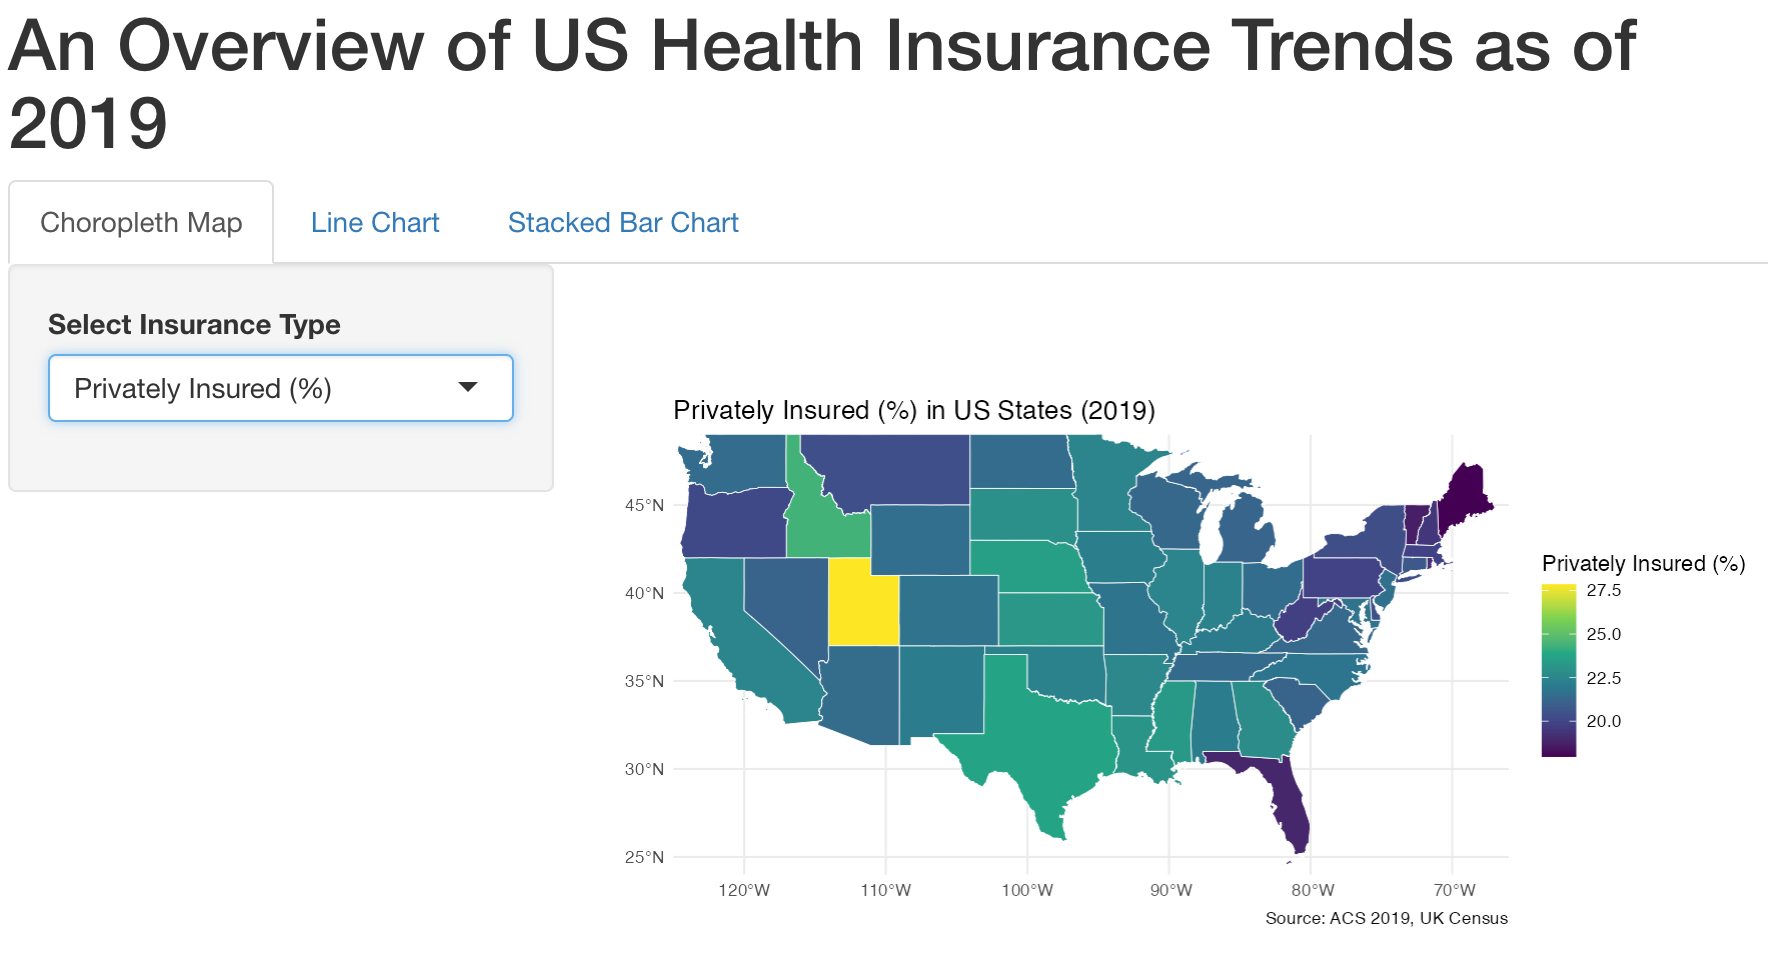 An Overview of US Health Insurance Trends as of
2019
Choropleth Map
Line Chart
Stacked Bar Chart
Select Insurance Type
Privately Insured (%)
Privately Insured (%) in US States (2019)
45°N
40°N
35°N
30°N
25°N
120°W
110°W
100°W
90°W
80°W
70°W
Privately Insured (%)
27.5
25.0
22.5
20.0
Source: ACS 2019, UK Census